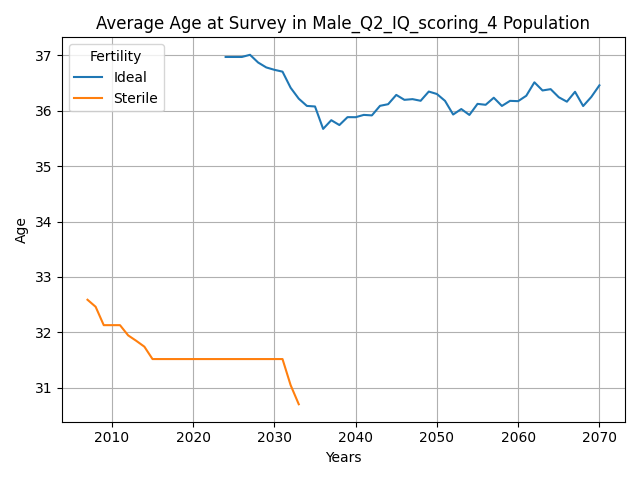 Average Age at Survey in Male_Q2_IQ_scoring_4 Population
Fertility
Ideal
Sterile
37
36
35
34
33
32
31
Age
2010 2020 2030 2040 2050 2060 2070
Years